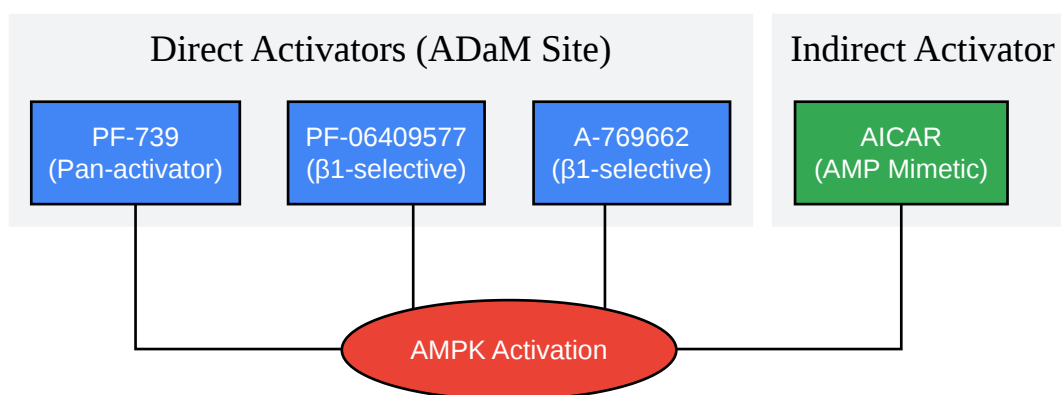 Direct Activators (ADaM Site)
Indirect Activator
PF-739
(Pan-activator)
PF-06409577
(β1-selective)
A-769662
(β1-selective)
AICAR
(AMP Mimetic)
AMPK Activation